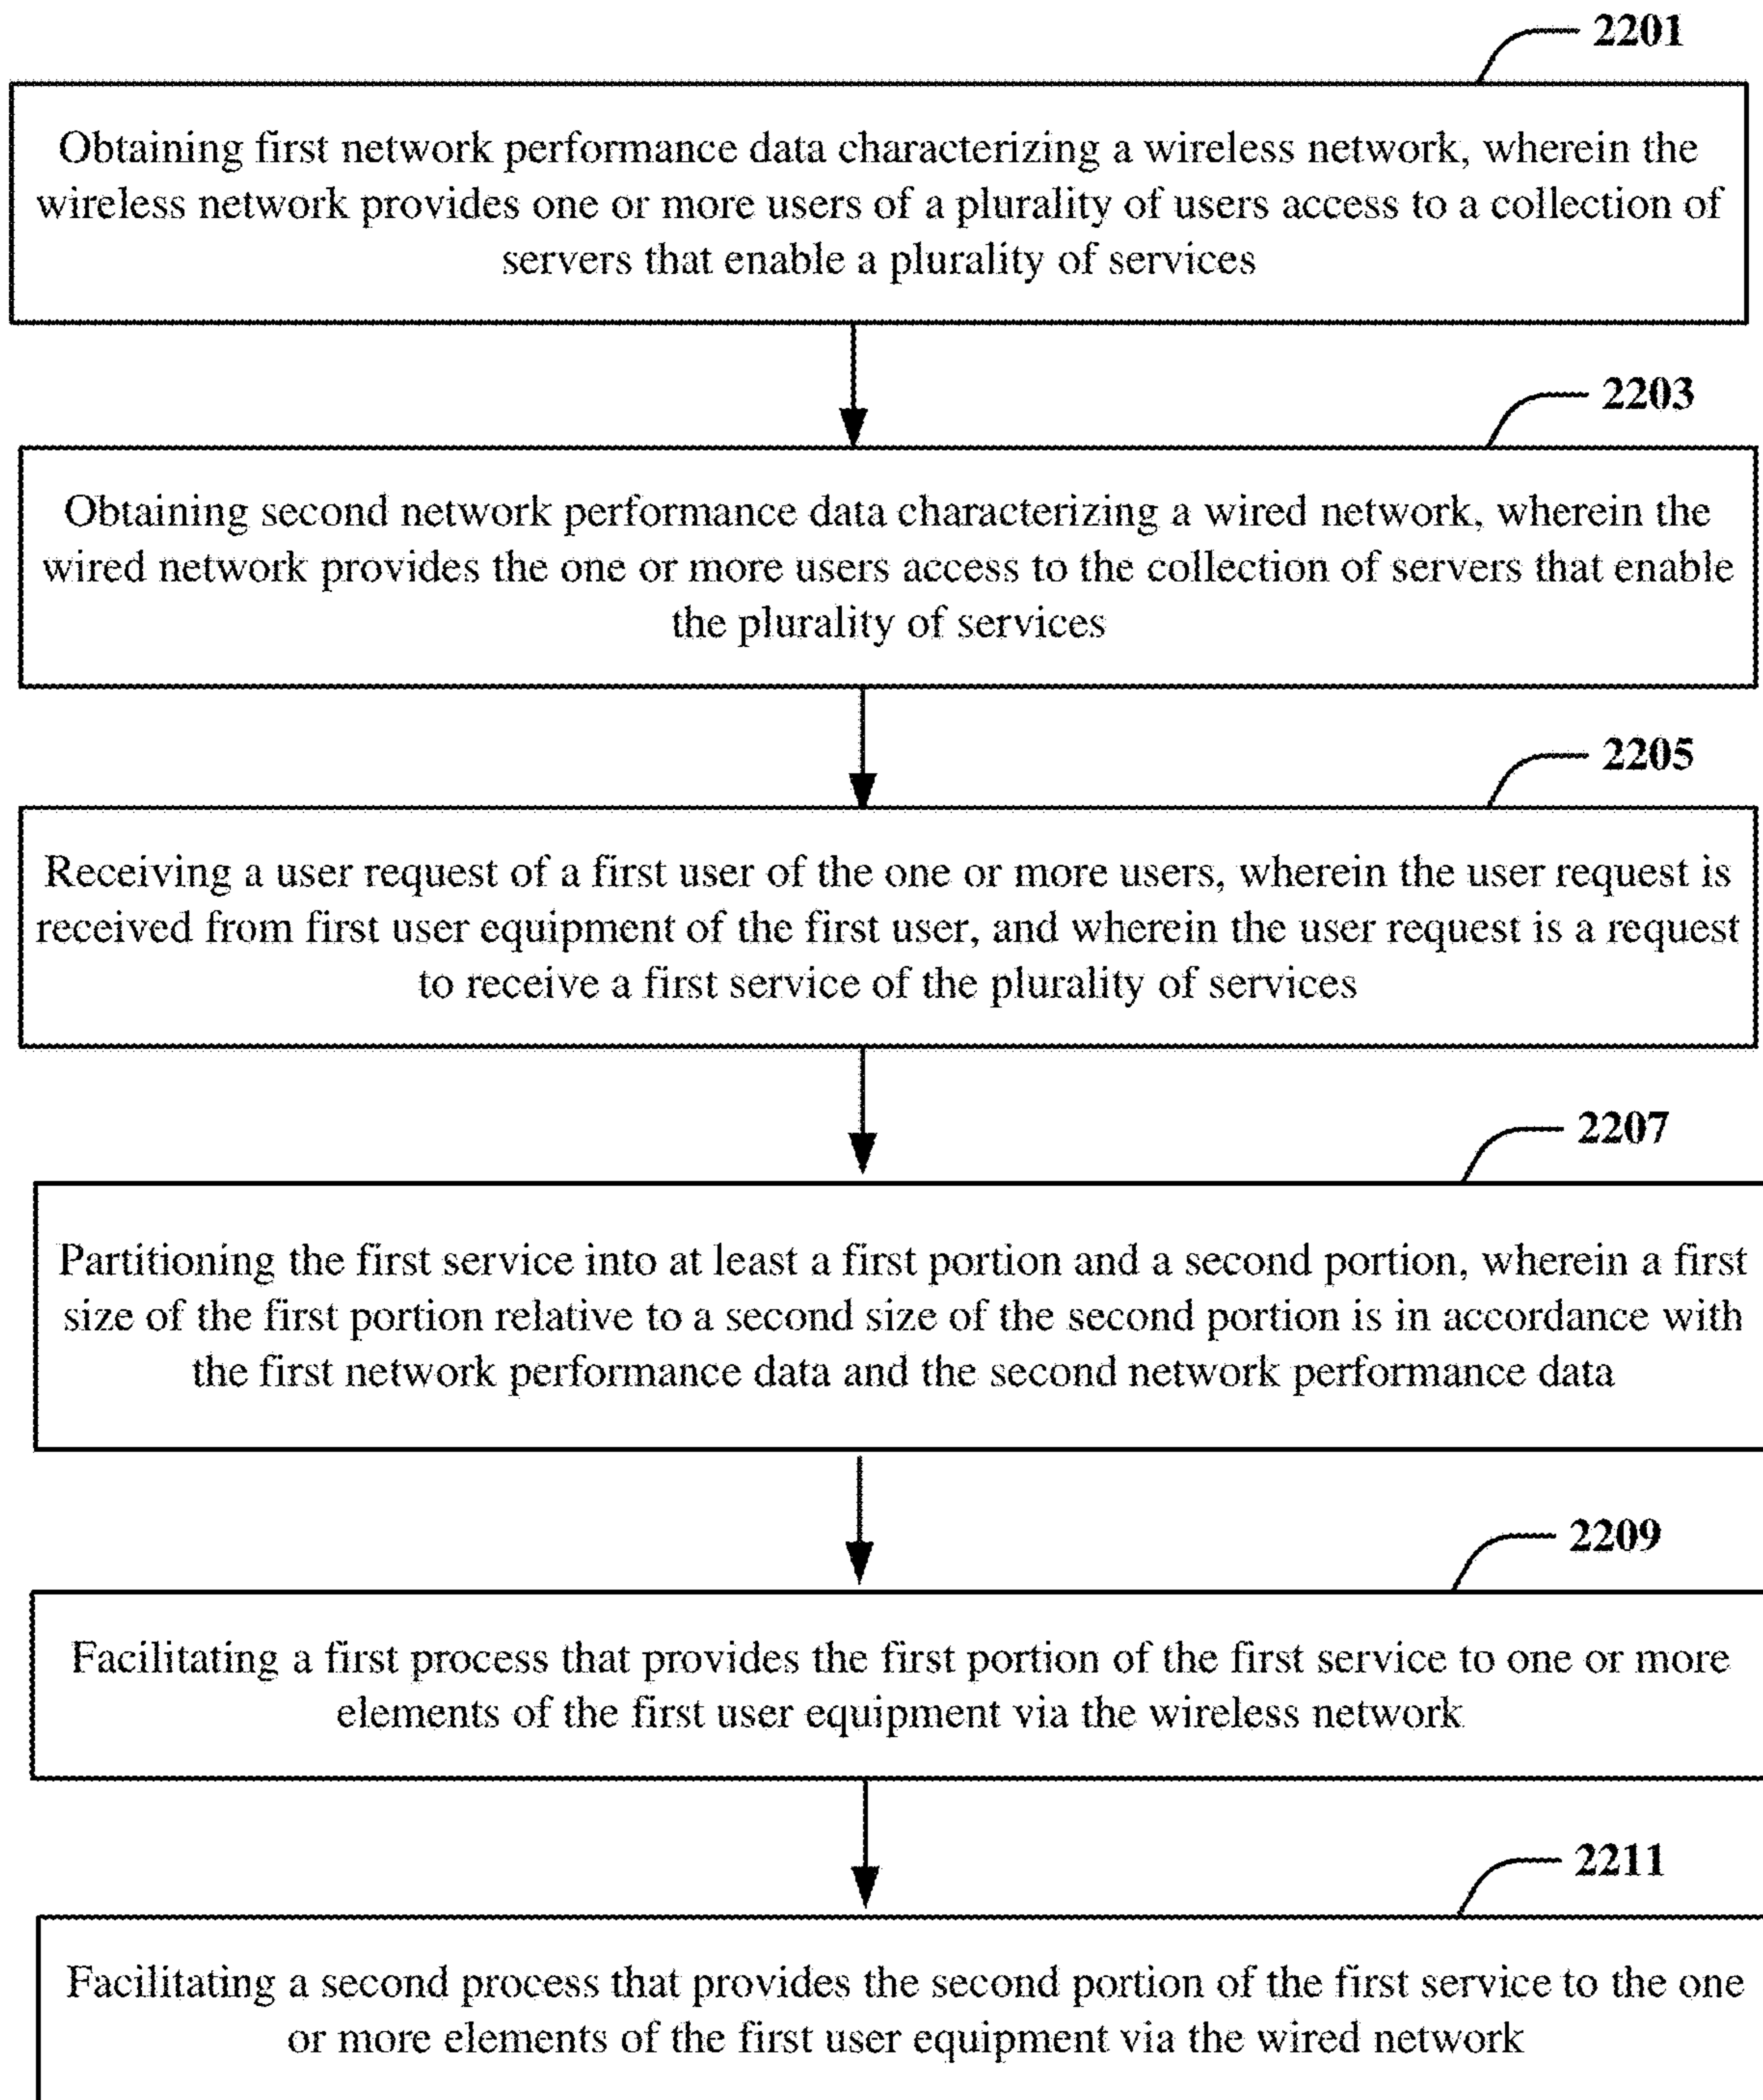 2201
Obtaining first network performance data characterizing a wireless network, wherein the
wireless network provides one or more users of a plurality of users access to a collection of
servers that enable a plurality of services
2203
Obtaining second network performance data characterizing a wired network, wherein the
wired network provides the one or more users access to the collection of servers that enable
the plurality of services
2205
Receiving a user request of a first user of the one or more users, wherein the user request is
received from first user equipment of the first user, and wherein the user request is a request
to receive a first service of the plurality of services
2207
Partitioning the first service into at least a first portion and a second portion, wherein a first
size of the first portion relative to a second size of the second portion is in accordance with
the first network performance data and the second network performance data
2209
Facilitating a first process that provides the first portion of the first service to one or more
elements of the first user equipment via the wireless network
2211
Facilitating a second process that provides the second portion of the first service to the one
or more elements of the first user equipment via the wired network